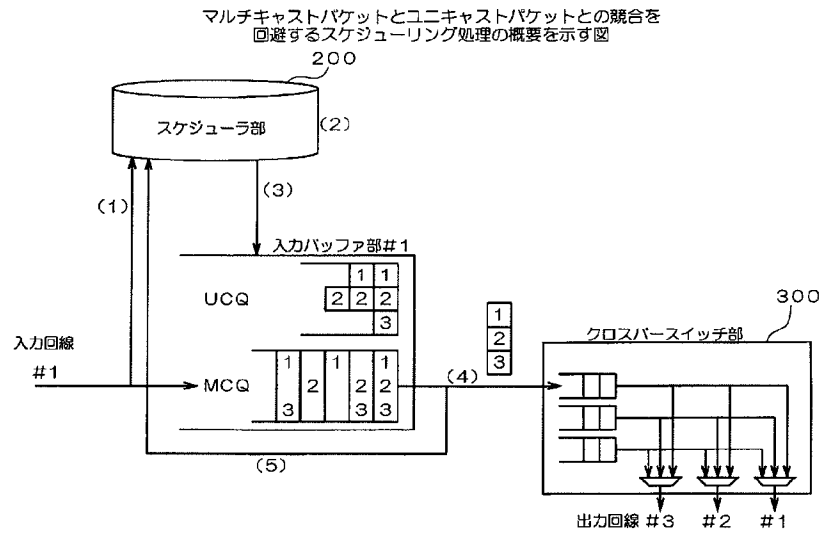 マルチキャストパケットとユニキャストパケットとの競合を
回避するスケジューリング処理の概要を示す図
200
スケジューラ部
(2)
(1)
(3)
入力バッファ部#1
UCQ
1 1
2 2 2
3
入力回線
#1
MCQ
1 1 1
2 2 2
3 3 3
(4)
1
2
3
(5)
300
クロスバースイッチ部
出力回線 #3 #2 #1